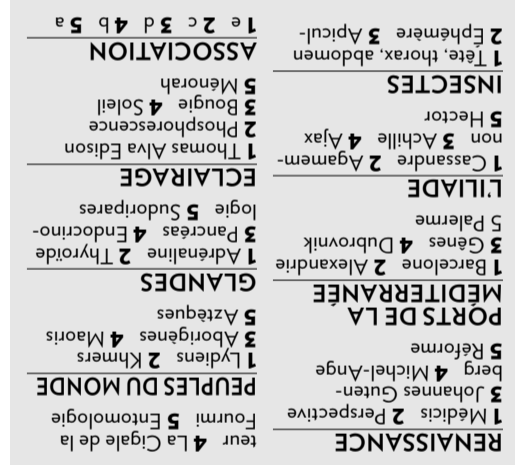 RENAISSANCE
1 Médicis 2 Perspective
3 Johannes Guten-
berg 4 Michel-Ange
5 Réforme
PORTS DE LA
MÉDITERRANÉE
1 Barcelone 2 Alexandrie
3 Gênes 4 Dubrovnik
5 Palerme
L'ILIADE
1 Cassandre 2 Agamem-
non 3 Achille 4 Ajax
5 Hector
INSECTES
1 Tête, thorax, abdomen
2 Éphémère 3 Apicul-
teur 4 La Cigale de la
Fourmi 5 Entomologie
PEUPLES DU MONDE
1 Lydiens 2 Khmers
3 Aborigènes 4 Maoris
5 Aztèques
GLANDES
1 Adrénaline 2 Thyroïde
3 Pancréas 4 Endocrino-
logie 5 Sudoripares
ECLAIRAGE
1 Thomas Alva Edison
2 Phosphorescence
3 Bougie 4 Soleil
5 Ménorah
ASSOCIATION
1 e 2 c 3 d 4 b 5 a